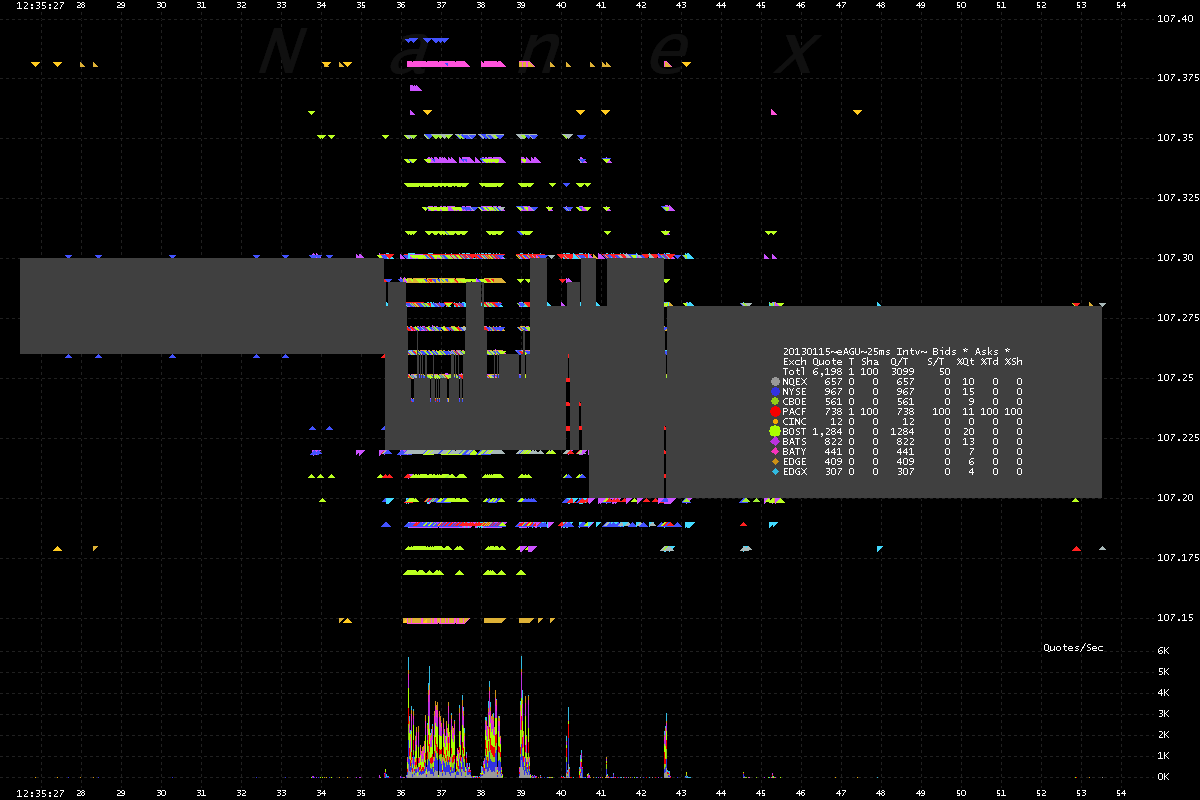 12:35:27 28 29 30 31 32 33 34 35 36 37 38 39 40 41 42 43 44 45 46 47 48 49 50 51 52 53 54
N a n e x
107.40
107.375
107.35
107.325
107.30
107.275
107.25
107.225
107.20
107.175
107.15
20130115~eAGU~25ms Intv~ Bids * Asks *
Exch Quote T Sha Q/T S/T %Qt %Td %Sh
Totl 6,198 1 100 3099 50
NQEX 657 0 0 657 0 10 0 0
NYSE 967 0 0 967 0 15 0 0
CBOE 561 0 0 561 0 9 0 0
PACF 738 1 100 738 100 11 100 100
CINC 12 0 0 12 0 0 0 0
BOST 1,284 0 0 1284 0 20 0 0
BATS 822 0 0 822 0 13 0 0
BATY 441 0 0 441 0 7 0 0
EDGE 409 0 0 409 0 6 0 0
EDGX 307 0 0 307 0 4 0 0
Quotes/Sec
6K
5K
4K
3K
2K
1K
0K
12:35:27 28 29 30 31 32 33 34 35 36 37 38 39 40 41 42 43 44 45 46 47 48 49 50 51 52 53 54